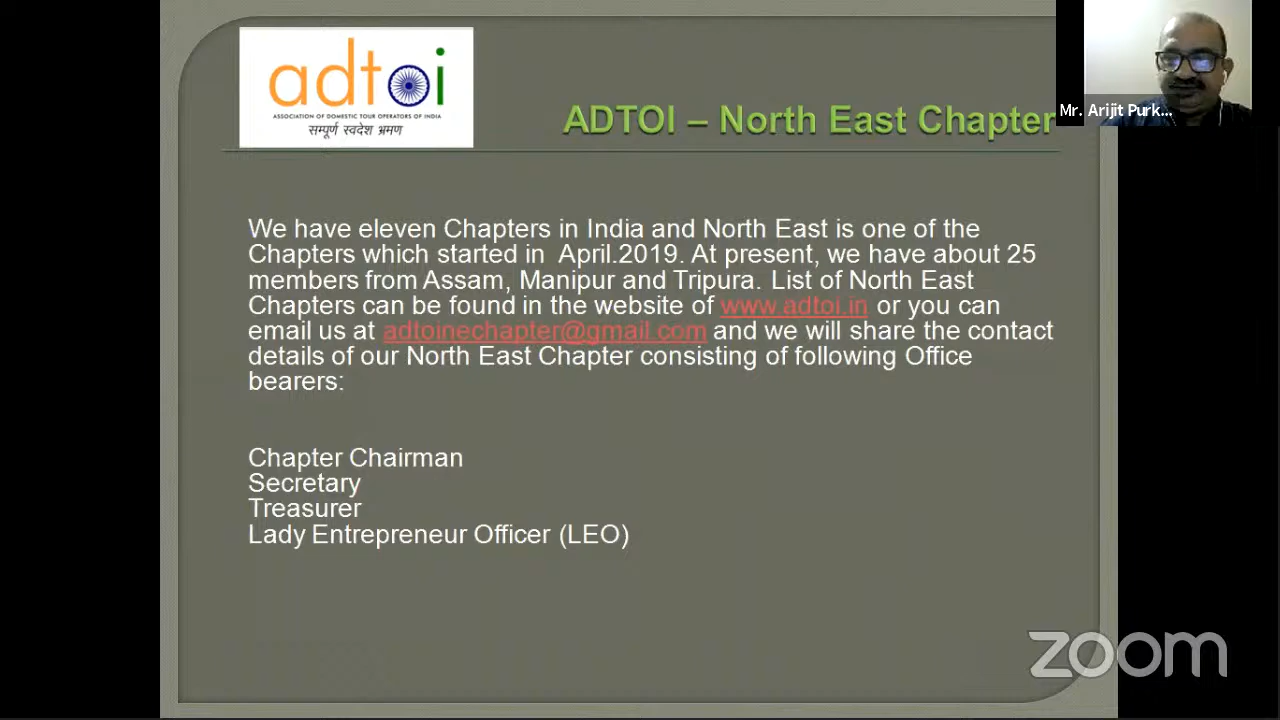 adtoi
ASSOCIATION OF DOMESTIC TOUR OPERATORS OF INDIA
सम्पूर्ण स्वदेश भ्रमण
ADTOI – North East Chapter
Mr. Arijit Purk...
We have eleven Chapters in India and North East is one of the
Chapters which started in April.2019. At present, we have about 25
members from Assam, Manipur and Tripura. List of North East
Chapters can be found in the website of www.adtoi.in or you can
email us at adtoinechapter@gmail.com and we will share the contact
details of our North East Chapter consisting of following Office
bearers:
Chapter Chairman
Secretary
Treasurer
Lady Entrepreneur Officer (LEO)
zoom